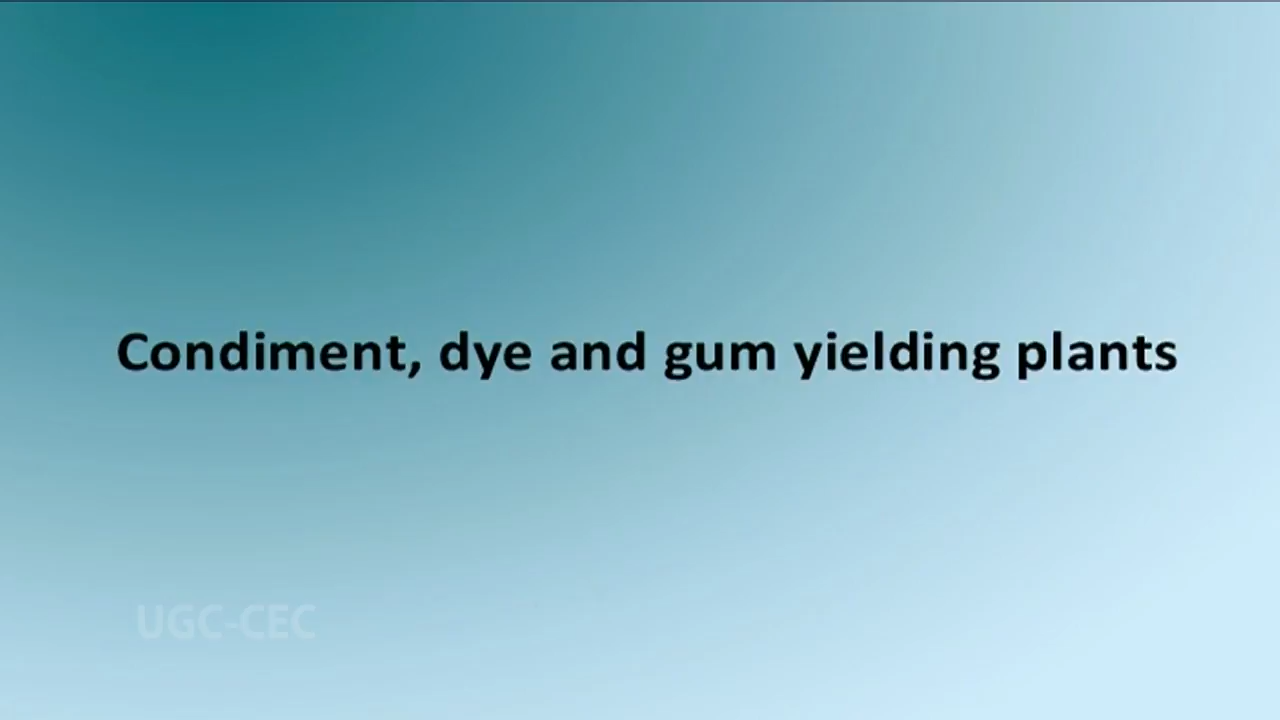 Condiment, dye and gum yielding plants
UGC-CEC